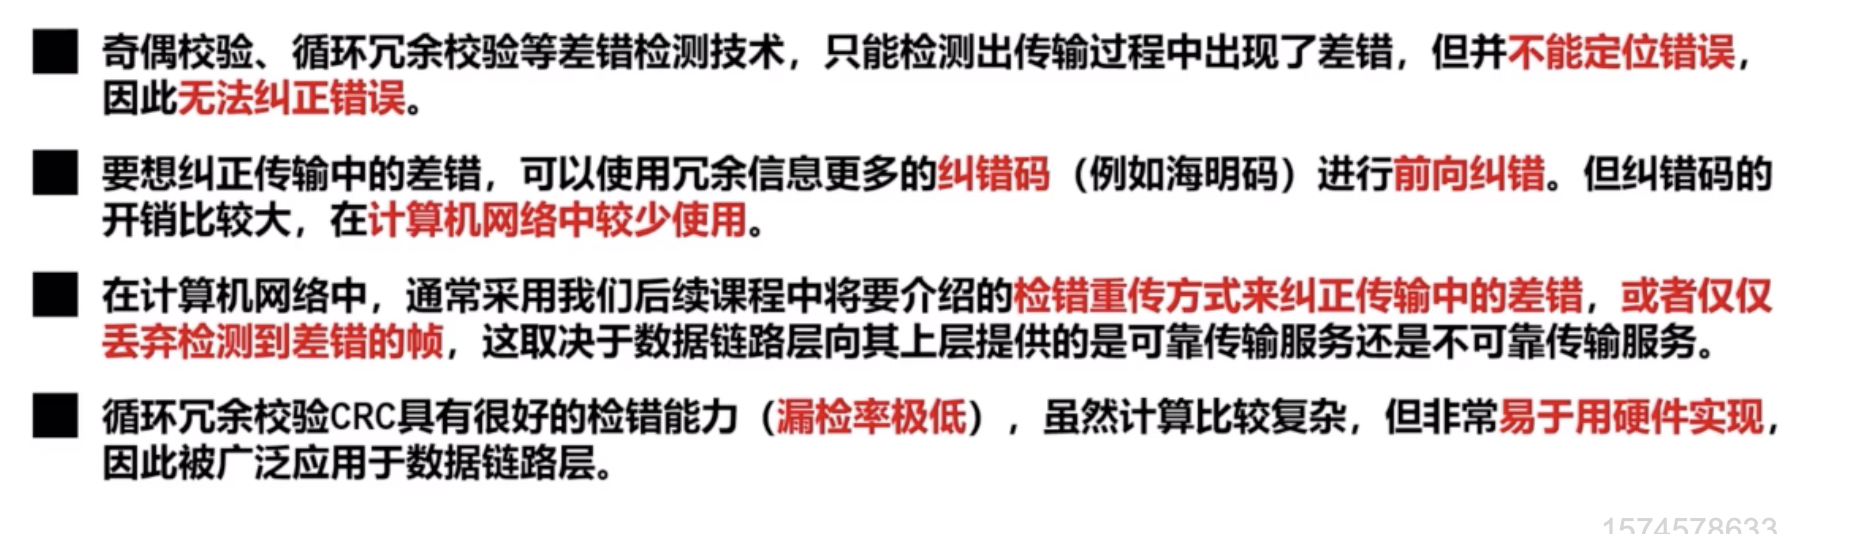 奇偶校验、循环冗余校验等差错检测技术，只能检测出传输过程中出现了差错，但并不能定位错误，
因此无法纠正错误。
要想纠正传输中的差错，可以使用冗余信息更多的纠错码（例如海明码）进行前向纠错。但纠错码的
开销比较大，在计算机网络中较少使用。
在计算机网络中，通常采用我们后续课程中将要介绍的检错重传方式来纠正传输中的差错，或者仅仅
丢弃检测到差错的帧，这取决于数据链路层向其上层提供的是可靠传输服务还是不可靠传输服务。
循环冗余校验CRC具有很好的检错能力（漏检率极低），虽然计算比较复杂，但非常易于用硬件实现，
因此被广泛应用于数据链路层。
1574578633